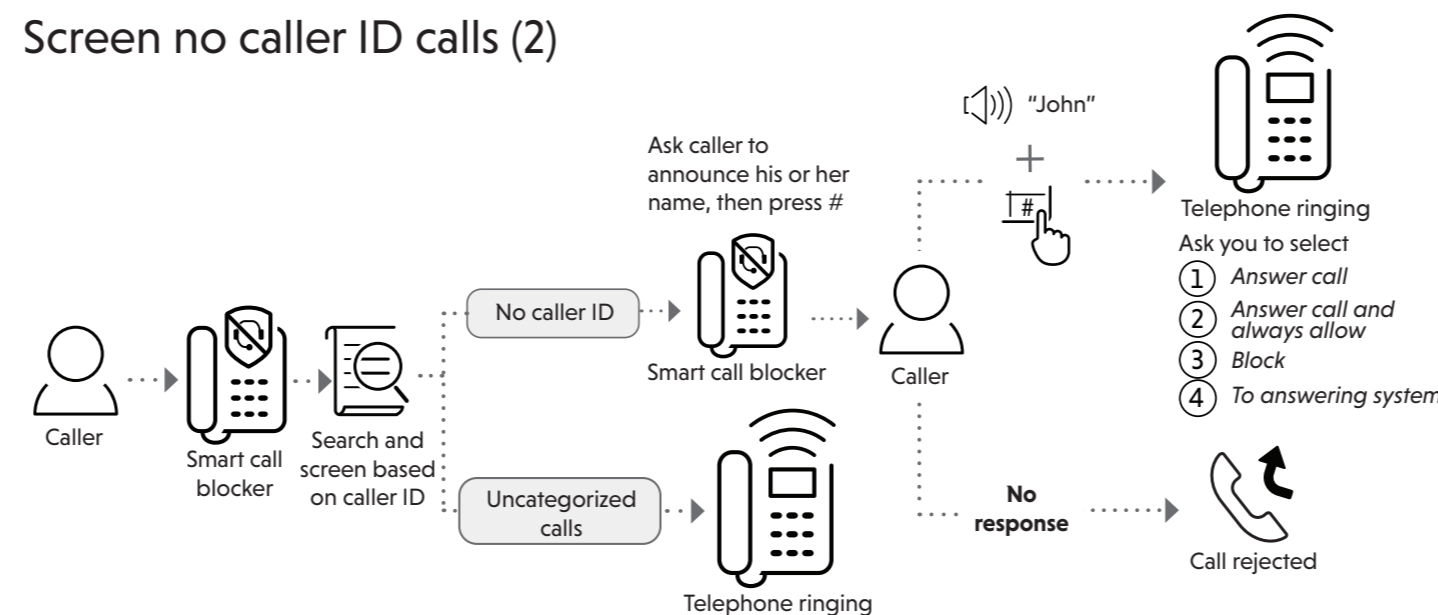 Screen no caller ID calls (2)
Caller
Smart call
blocker
Search and
screen based
on caller ID
No caller ID
Ask caller to
announce his or her
name, then press #
Smart call blocker
Caller
"John"
+
#
Telephone ringing
Ask you to select
1 Answer call
2 Answer call and
always allow
3 Block
4 To answering system
Uncategorized
calls
Telephone ringing
No
response
Call rejected